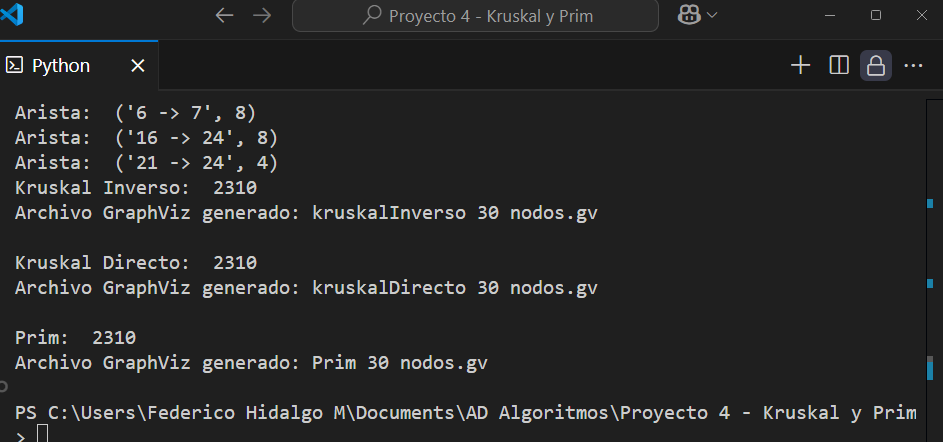 Proyecto 4 - Kruskal y Prim
Python
Arista:  ('6 -> 7', 8)
Arista:  ('16 -> 24', 8)
Arista:  ('21 -> 24', 4)
Kruskal Inverso:  2310
Archivo GraphViz generado: kruskalInverso 30 nodos.gv
Kruskal Directo:  2310
Archivo GraphViz generado: kruskalDirecto 30 nodos.gv
Prim:  2310
Archivo GraphViz generado: Prim 30 nodos.gv
PS C:\Users\Federico Hidalgo M\Documents\AD Algoritmos\Proyecto 4 - Kruskal y Prim
>